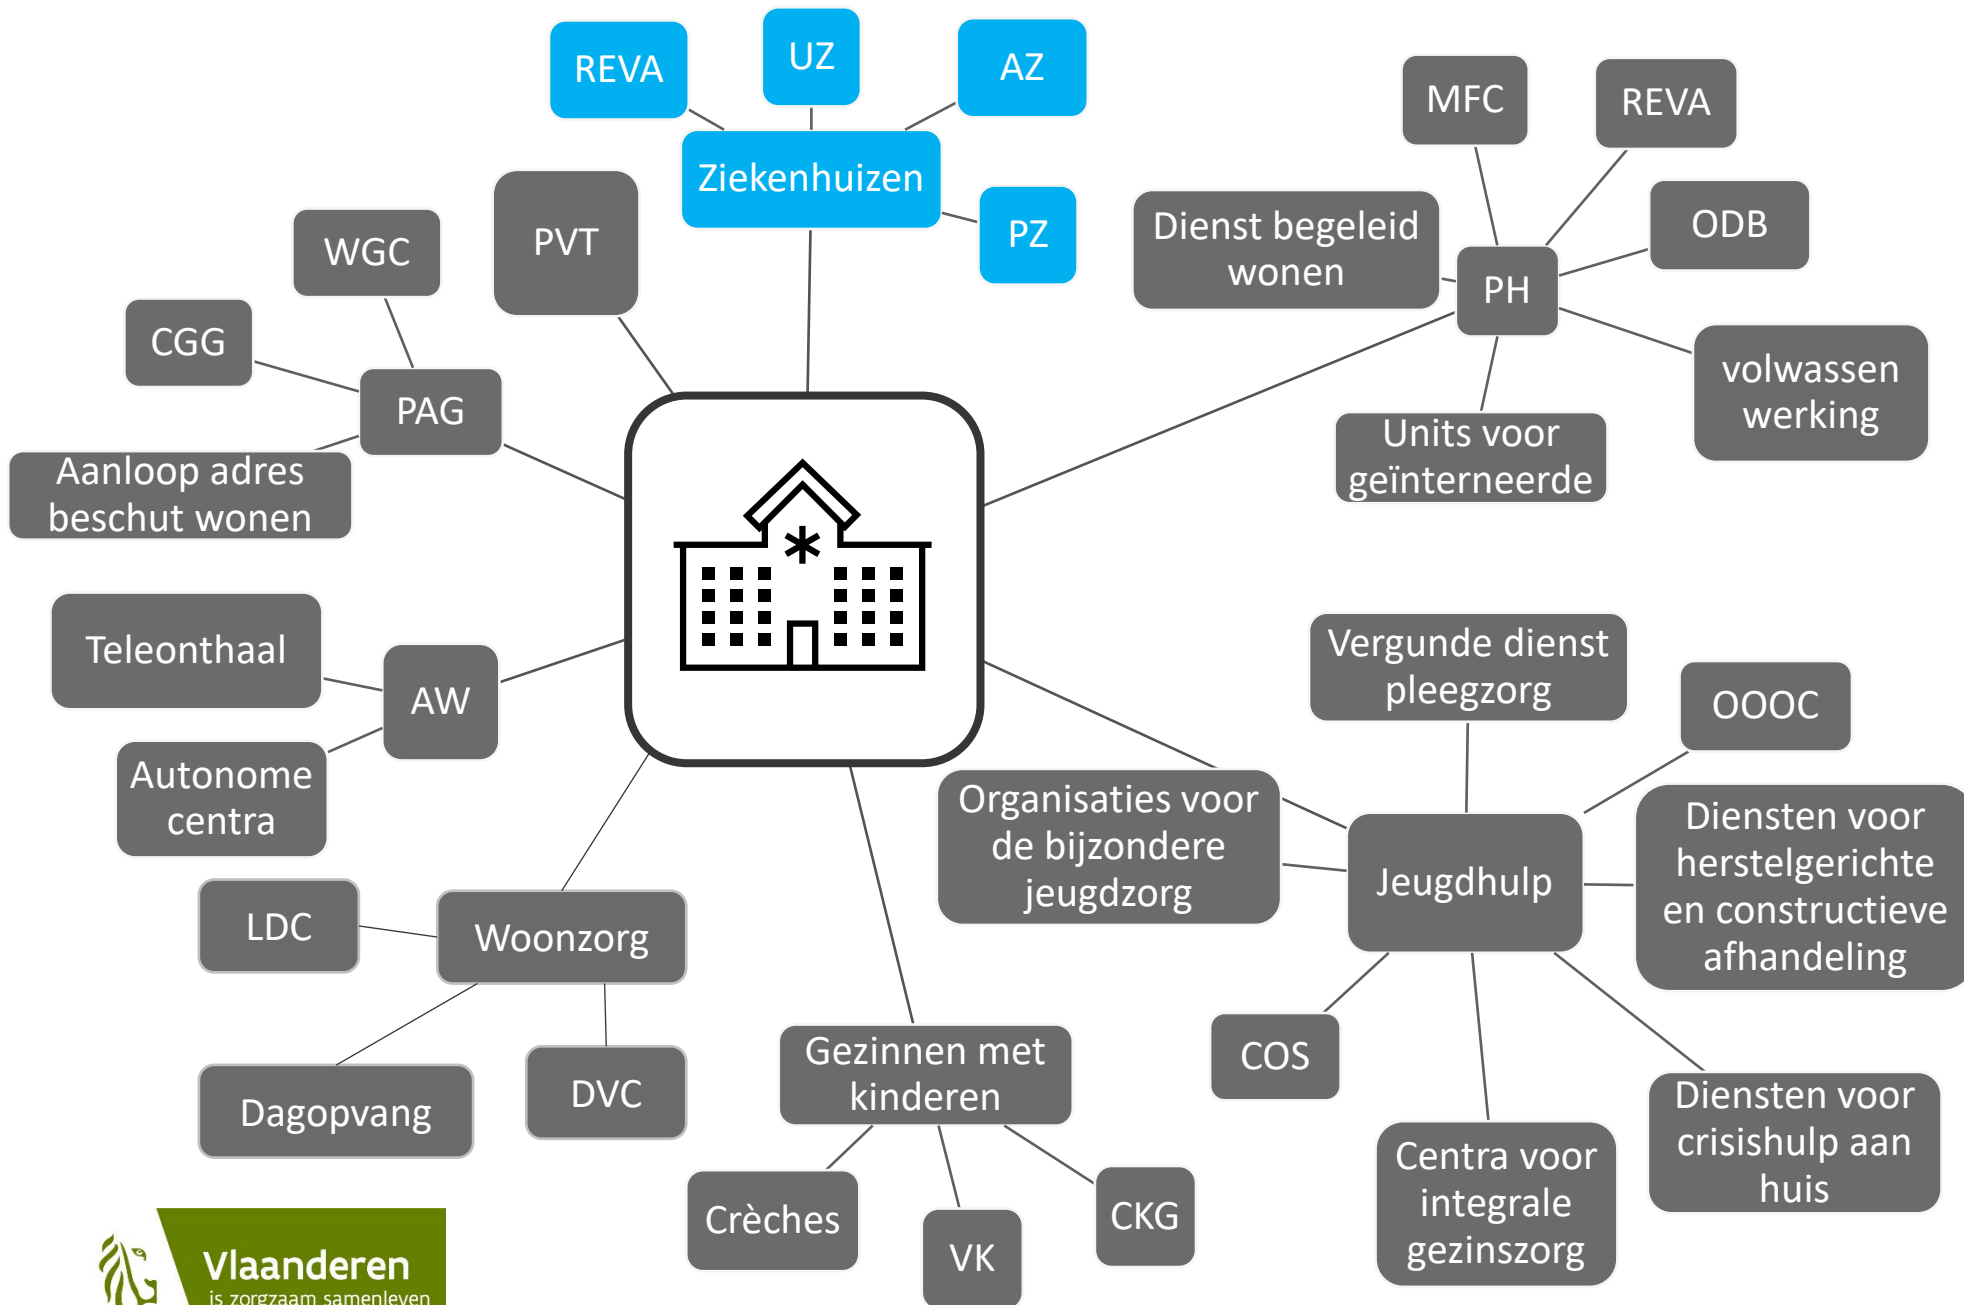 REVA
UZ
AZ
Ziekenhuizen
PZ
PVT
WGC
CGG
PAG
Aanloop adres
beschut wonen
MFC
REVA
ODB
Dienst begeleid
wonen
PH
volwassen
werking
Units voor
geïnterneerde
Teleonthaal
AW
Autonome
centra
Vergunde dienst
pleegzorg
OOOC
Organisaties voor
de bijzondere
jeugdzorg
Jeugdhulp
Diensten voor
herstelgerichte
en constructieve
afhandeling
COS
Centra voor
integrale
gezinszorg
Diensten voor
crisishulp aan
huis
LDC
Woonzorg
Dagopvang
DVC
Gezinnen met
kinderen
Crèches
VK
CKG
Vlaanderen
is zorgzaam samenleven